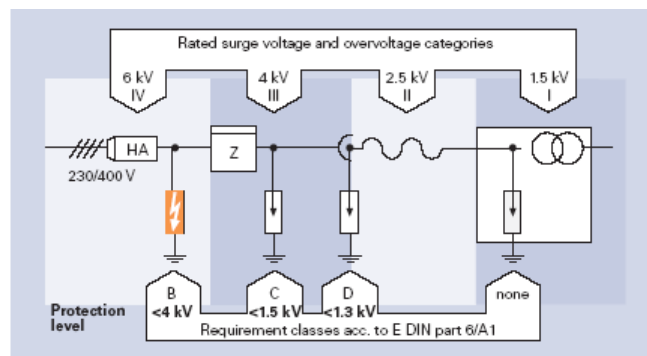 Rated surge voltage and overvoltage categories
6 kV 4 kV 2.5 kV 1.5 kV
IV III II I
HA Z
230/400 V
B C D none
Protection level
<4 kV <1.5 kV <1.3 kV
Requirement classes acc. to E DIN part 6/A1